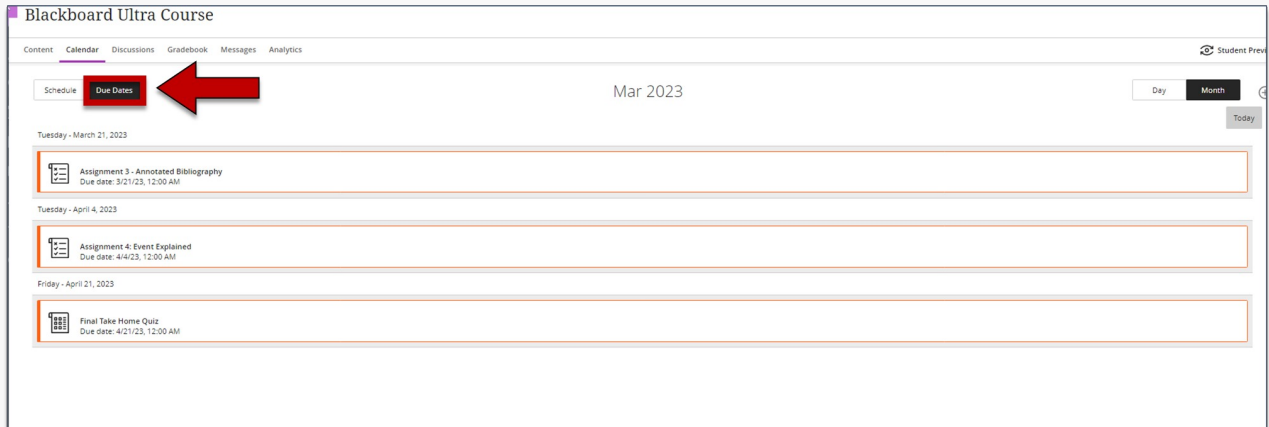 Blackboard Ultra Course
Content Calendar Discussions Gradebook Messages Analytics Student Previ
Schedule Due Dates Mar 2023 Day Month
Today
Tuesday - March 21, 2023
Assignment 3 - Annotated Bibliography
Due date: 3/21/23, 12:00 AM
Tuesday - April 4, 2023
Assignment 4: Event Explained
Due date: 4/4/23, 12:00 AM
Friday - April 21, 2023
Final Take Home Quiz
Due date: 4/21/23, 12:00 AM